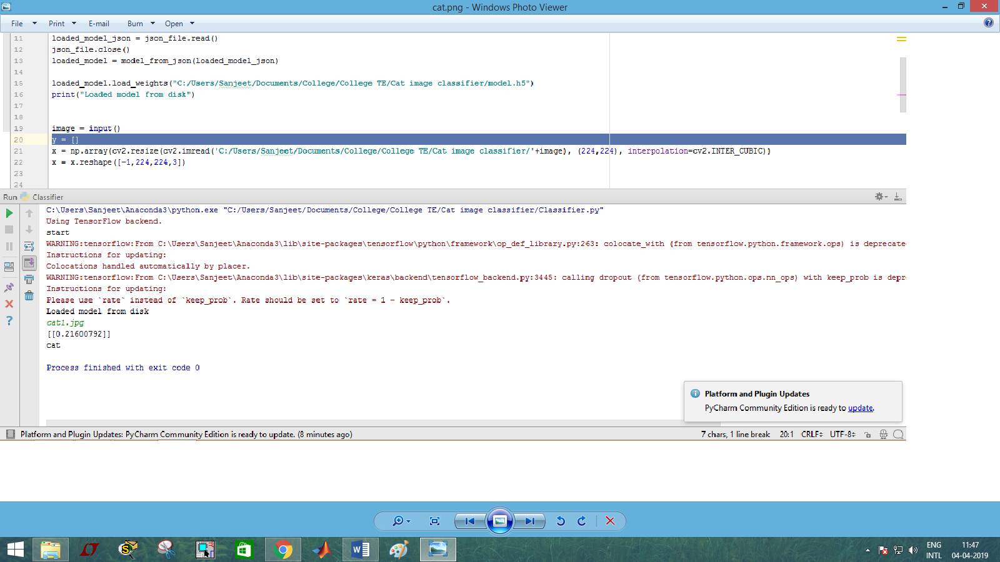 cat.png - Windows Photo Viewer
File Print E-mail Burn Open
11 loaded_model_json = json_file.read()
12 json_file.close()
13 loaded_model = model_from_json(loaded_model_json)
14
15 loaded_model.load_weights("C:/Users/Sanjeet/Documents/College/College TE/Cat image classifier/model.h5")
16 print("Loaded model from disk")
17
18
19 image = input()
20 y = []
21 x = np.array(cv2.resize(cv2.imread('C:/Users/Sanjeet/Documents/College/College TE/Cat image classifier/'+image), (224,224), interpolation=cv2.INTER_CUBIC))
22 x = x.reshape([-1,224,224,3])
23
24
Run Classifier
C:\Users\Sanjeet\Anaconda3\python.exe "C:/Users/Sanjeet/Documents/College/College TE/Cat image classifier/Classifier.py"
Using TensorFlow backend.
start
WARNING:tensorflow:From C:\Users\Sanjeet\Anaconda3\lib\site-packages\tensorflow\python\framework\op_def_library.py:263: colocate_with (from tensorflow.python.framework.ops) is deprecate
Instructions for updating:
Colocations handled automatically by placer.
WARNING:tensorflow:From C:\Users\Sanjeet\Anaconda3\lib\site-packages\keras\backend\tensorflow_backend.py:3445: calling dropout (from tensorflow.python.ops.nn_ops) with keep_prob is depr
Instructions for updating:
Please use `rate` instead of `keep_prob`. Rate should be set to `rate = 1 - keep_prob`.
Loaded model from disk
cat1.jpg
[[0.21600792]]
cat
Process finished with exit code 0
Platform and Plugin Updates
PyCharm Community Edition is ready to update.
Platform and Plugin Updates: PyCharm Community Edition is ready to update. (8 minutes ago)
7 chars, 1 line break 20:1 CRLF UTF-8
ENG 11:47
INTL 04-04-2019